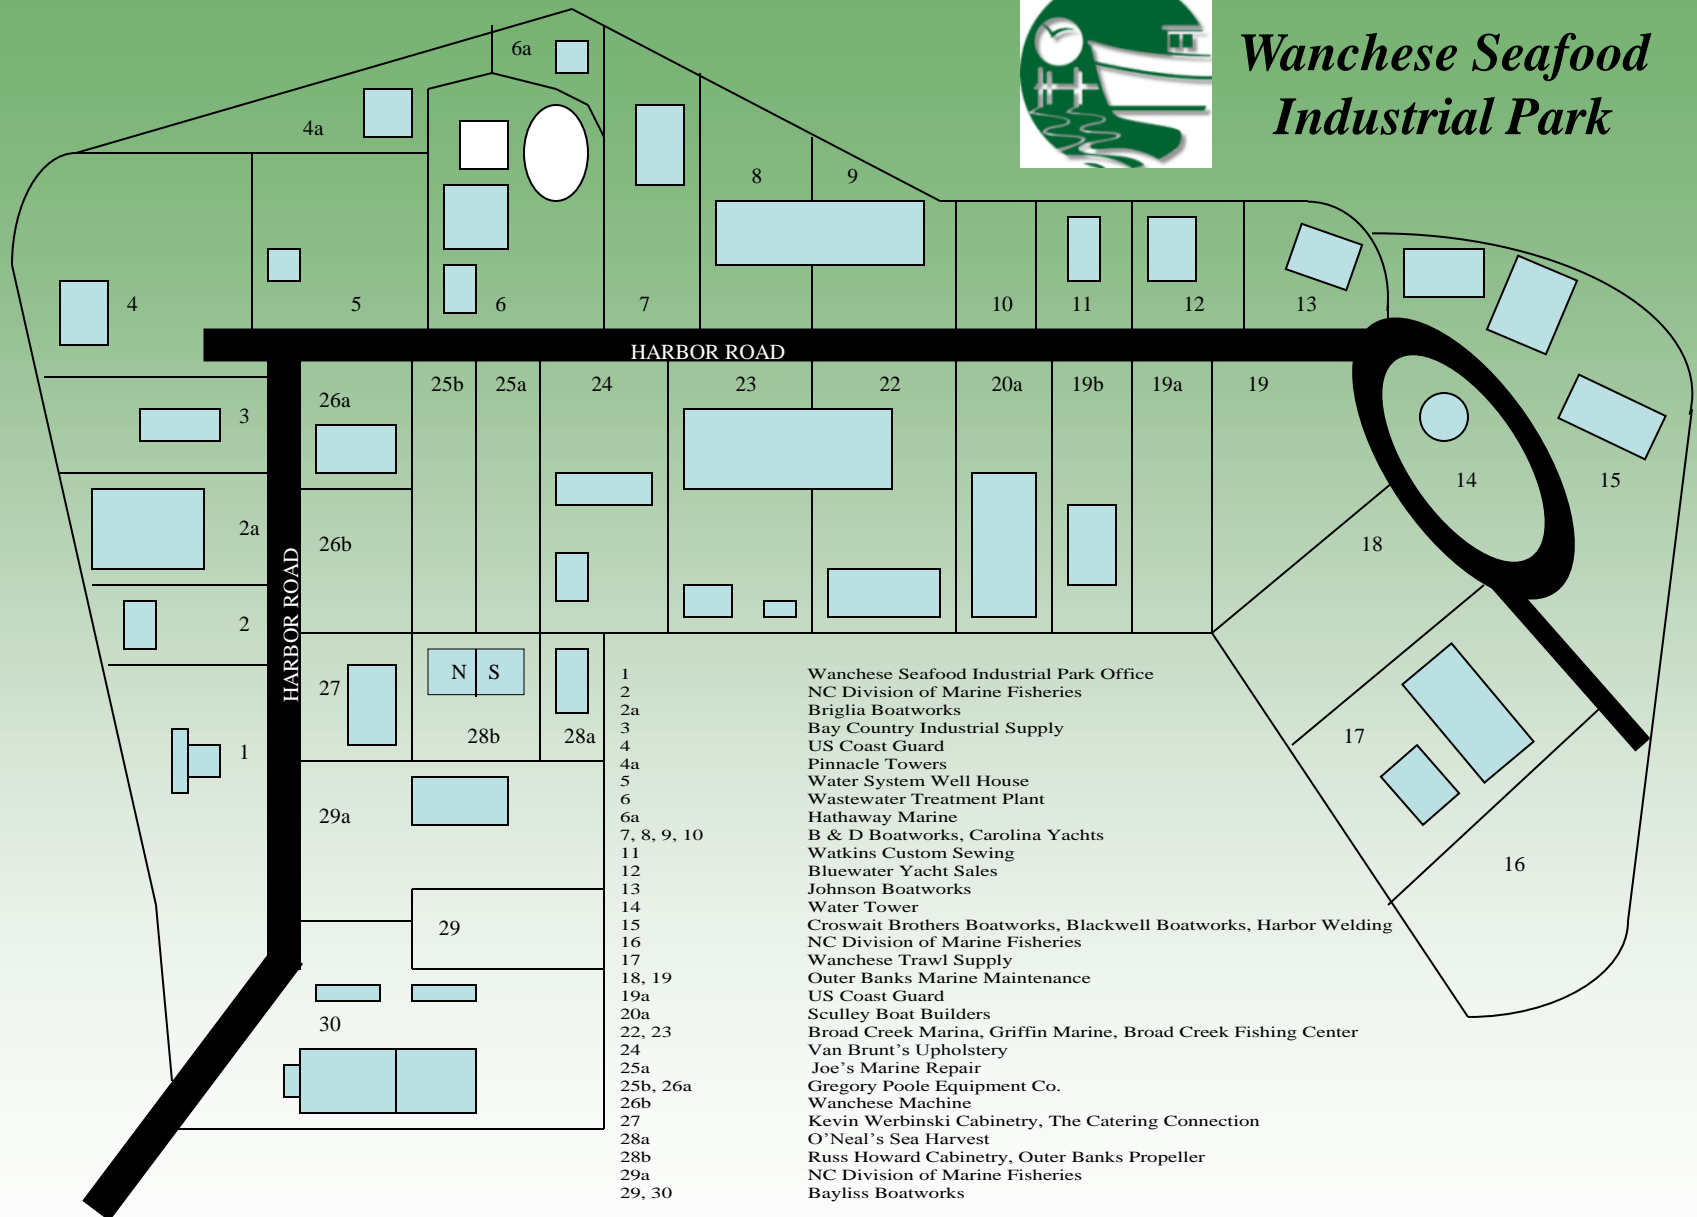 Wanchese Seafood
Industrial Park
6a
4a
8
9
4
5
6
7
10
11
12
13
HARBOR ROAD
25b
25a
24
23
22
20a
19b
19a
19
26a
3
14
15
2a
26b
18
HARBOR ROAD
2
N
S
27
28b
28a
17
1
29a
16
29
30
1 Wanchese Seafood Industrial Park Office
2 NC Division of Marine Fisheries
2a Briglia Boatworks
3 Bay Country Industrial Supply
4 US Coast Guard
4a Pinnacle Towers
5 Water System Well House
6 Wastewater Treatment Plant
6a Hathaway Marine
7, 8, 9, 10 B & D Boatworks, Carolina Yachts
11 Watkins Custom Sewing
12 Bluewater Yacht Sales
13 Johnson Boatworks
14 Water Tower
15 Croswait Brothers Boatworks, Blackwell Boatworks, Harbor Welding
16 NC Division of Marine Fisheries
17 Wanchese Trawl Supply
18, 19 Outer Banks Marine Maintenance
19a US Coast Guard
20a Sculley Boat Builders
22, 23 Broad Creek Marina, Griffin Marine, Broad Creek Fishing Center
24 Van Brunt’s Upholstery
25a Joe’s Marine Repair
25b, 26a Gregory Poole Equipment Co.
26b Wanchese Machine
27 Kevin Werbinski Cabinetry, The Catering Connection
28a O’Neal’s Sea Harvest
28b Russ Howard Cabinetry, Outer Banks Propeller
29a NC Division of Marine Fisheries
29, 30 Bayliss Boatworks